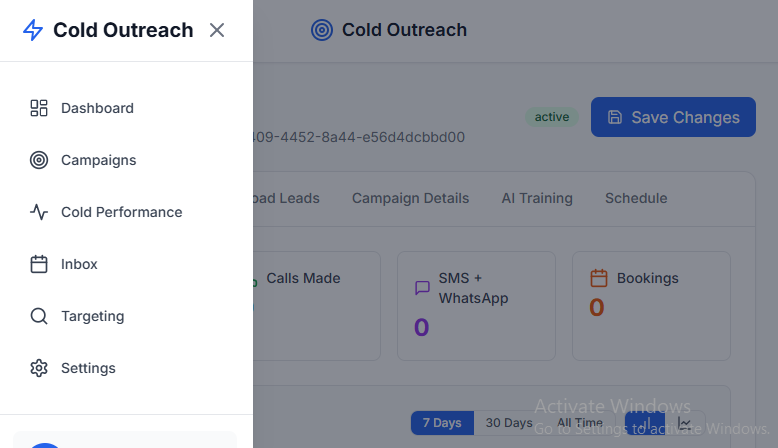 Cold Outreach
Cold Outreach
Dashboard
Campaigns
Cold Performance
Inbox
Targeting
Settings
active
Save Changes
409-4452-8a44-e56d4dcbbd00
Leads
Campaign Details
AI Training
Schedule
Calls Made
SMS +
WhatsApp
0
Bookings
0
7 Days
30 Days
All Time
Activate Windows
Go to Settings to activate Windows.